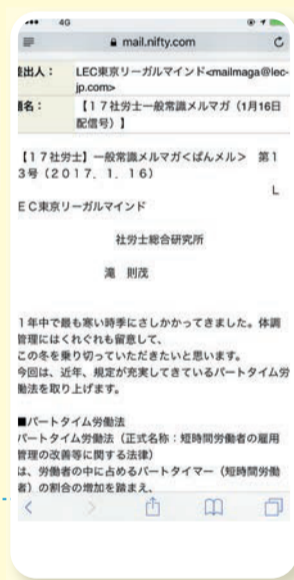 4G
mail.nifty.com
差出人： LEC東京リーガルマインド<mailmaga@lec-
jp.com>
件名： 【１７社労士一般常識メルマガ（1月16日
配信号）】
【１７社労士】一般常識メルマガ<ぱんメル>　第１
３号（２０１７．１．１６）
Ｌ
ＥＣ東京リーガルマインド
社労士総合研究所
滝　則茂
１年中で最も寒い時季にさしかかってきました。体調
管理にはくれぐれも留意して、
この冬を乗り切っていただきたいと思います。
今回は、近年、規定が充実してきているパートタイム労
働法を取り上げます。
■パートタイム労働法
パートタイム労働法（正式名称：短時間労働者の雇用
管理の改善等に関する法律）
は、労働者の中に占めるパートタイマー（短時間労働
者）の割合の増加を踏まえ、